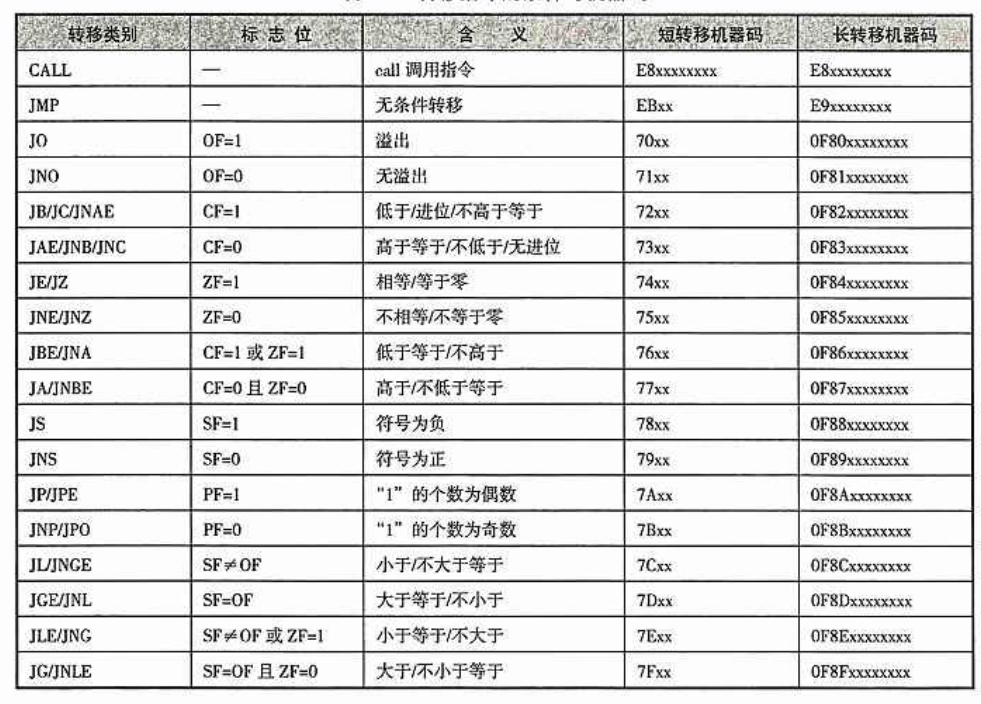 转移类别 标 志 位 含 义 短转移机器码 长转移机器码
CALL — call 调用指令 E8xxxxxxxx E8xxxxxxxx
JMP — 无条件转移 EBxx E9xxxxxxxx
JO OF=1 溢出 70xx 0F80xxxxxxxx
JNO OF=0 无溢出 71xx 0F81xxxxxxxx
JB/JC/JNAE CF=1 低于/进位/不高于等于 72xx 0F82xxxxxxxx
JAE/JNB/JNC CF=0 高于等于/不低于/无进位 73xx 0F83xxxxxxxx
JE/JZ ZF=1 相等/等于零 74xx 0F84xxxxxxxx
JNE/JNZ ZF=0 不相等/不等于零 75xx 0F85xxxxxxxx
JBE/JNA CF=1 或 ZF=1 低于等于/不高于 76xx 0F86xxxxxxxx
JA/JNBE CF=0 且 ZF=0 高于/不低于等于 77xx 0F87xxxxxxxx
JS SF=1 符号为负 78xx 0F88xxxxxxxx
JNS SF=0 符号为正 79xx 0F89xxxxxxxx
JP/JPE PF=1 “1”的个数为偶数 7Axx 0F8Axxxxxxxx
JNP/JPO PF=0 “1”的个数为奇数 7Bxx 0F8Bxxxxxxxx
JL/JNGE SF≠OF 小于/不大于等于 7Cxx 0F8Cxxxxxxxx
JGE/JNL SF=OF 大于等于/不小于 7Dxx 0F8Dxxxxxxxx
JLE/JNG SF≠OF 或 ZF=1 小于等于/不大于 7Exx 0F8Exxxxxxxx
JG/JNLE SF=OF 且 ZF=0 大于/不小于等于 7Fxx 0F8Fxxxxxxxx